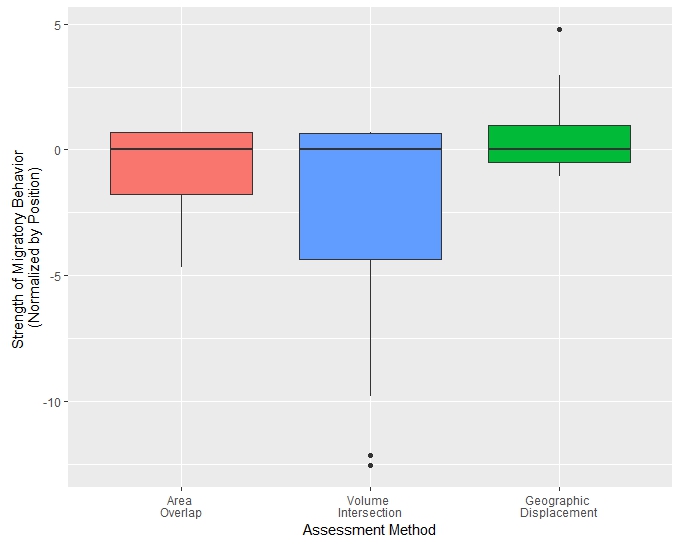 Strength of Migratory Behavior
(Normalized by Position)
5
0
-5
-10
Area
Overlap
Volume
Intersection
Geographic
Displacement
Assessment Method